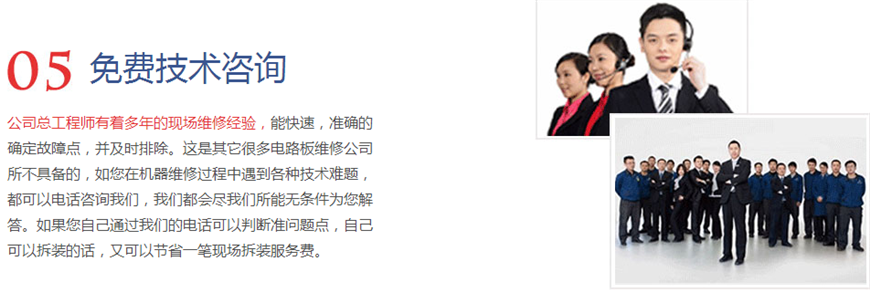 05 免费技术咨询
公司总工程师有着多年的现场维修经验，能快速，准确的
确定故障点，并及时排除。这是其它很多电路板维修公司
所不具备的，如您在机器维修过程中遇到各种技术难题，
都可以电话咨询我们，我们都会尽我们所能无条件为您解
答。如果您自己通过我们的电话可以判断准问题点，自己
可以拆装的话，又可以节省一笔现场拆装服务费。